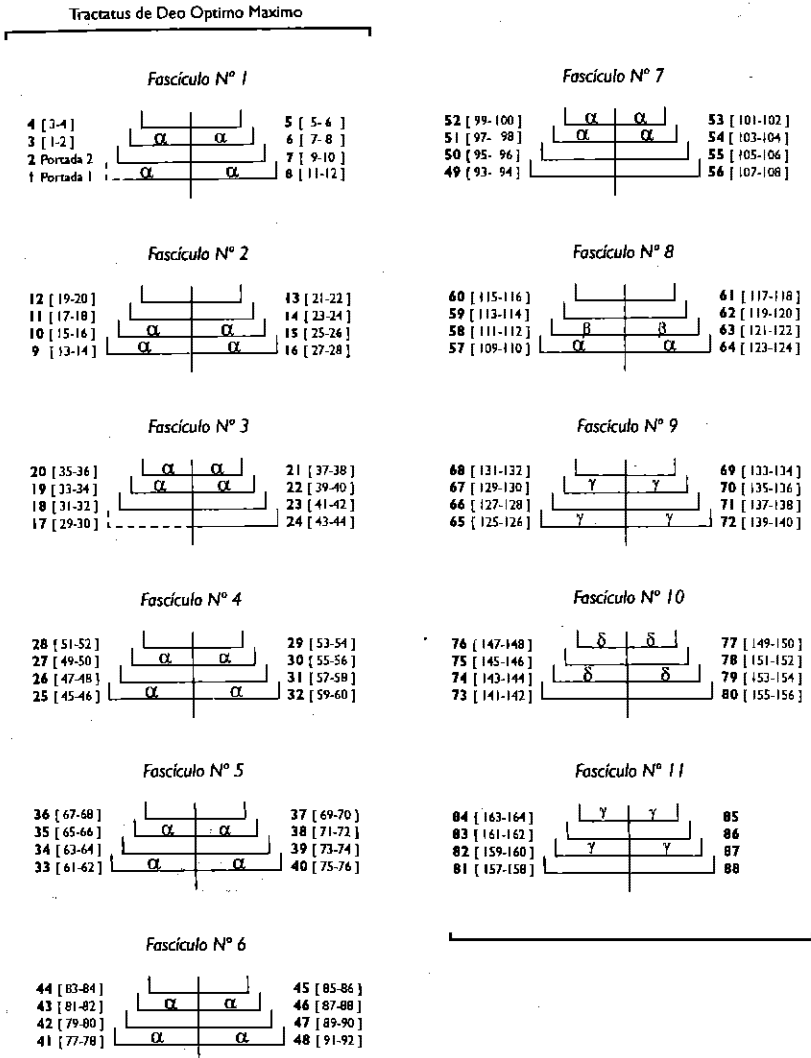 Tractatus de Deo Optimo Maximo
Fascículo Nº 1
4 [3-4] 5 [ 5-6 ]
3 [1-2] α α 6 [ 7-8 ]
2 Portada 2 7 [ 9-10 ]
1 Portada 1 α α 8 [ 11-12 ]
Fascículo Nº 2
12 [ 19-20 ] 13 [ 21-22 ]
11 [ 17-18 ] 14 [ 23-24 ]
10 [ 15-16 ] α α 15 [ 25-26 ]
9 [ 13-14 ] α α 16 [ 27-28 ]
Fascículo Nº 3
20 [ 35-36 ] α α 21 [ 37-38 ]
19 [ 33-34 ] α α 22 [ 39-40 ]
18 [ 31-32 ] 23 [ 41-42 ]
17 [ 29-30 ] 24 [ 43-44 ]
Fascículo Nº 4
28 [ 51-52 ] 29 [ 53-54 ]
27 [ 49-50 ] α α 30 [ 55-56 ]
26 [ 47-48 ] 31 [ 57-58 ]
25 [ 45-46 ] α α 32 [ 59-60 ]
Fascículo Nº 5
36 [ 67-68 ] 37 [ 69-70 ]
35 [ 65-66 ] α α 38 [ 71-72 ]
34 [ 63-64 ] 39 [ 73-74 ]
33 [ 61-62 ] α α 40 [ 75-76 ]
Fascículo Nº 6
44 [ 83-84 ] 45 [ 85-86 ]
43 [ 81-82 ] α α 46 [ 87-88 ]
42 [ 79-80 ] 47 [ 89-90 ]
41 [ 77-78 ] α α 48 [ 91-92 ]
Fascículo Nº 7
52 [ 99-100 ] α α 53 [ 101-102 ]
51 [ 97- 98 ] α α 54 [ 103-104 ]
50 [ 95- 96 ] 55 [ 105-106 ]
49 [ 93- 94 ] 56 [ 107-108 ]
Fascículo Nº 8
60 [ 115-116 ] 61 [ 117-118 ]
59 [ 113-114 ] 62 [ 119-120 ]
58 [ 111-112 ] β β 63 [ 121-122 ]
57 [ 109-110 ] α α 64 [ 123-124 ]
Fascículo Nº 9
68 [ 131-132 ] 69 [ 133-134 ]
67 [ 129-130 ] γ γ 70 [ 135-136 ]
66 [ 127-128 ] 71 [ 137-138 ]
65 [ 125-126 ] γ γ 72 [ 139-140 ]
Fascículo Nº 10
76 [ 147-148 ] δ δ 77 [ 149-150 ]
75 [ 145-146 ] 78 [ 151-152 ]
74 [ 143-144 ] δ δ 79 [ 153-154 ]
73 [ 141-142 ] 80 [ 155-156 ]
Fascículo Nº 11
84 [ 163-164 ] γ γ 85
83 [ 161-162 ] 86
82 [ 159-160 ] γ γ 87
81 [ 157-158 ] 88